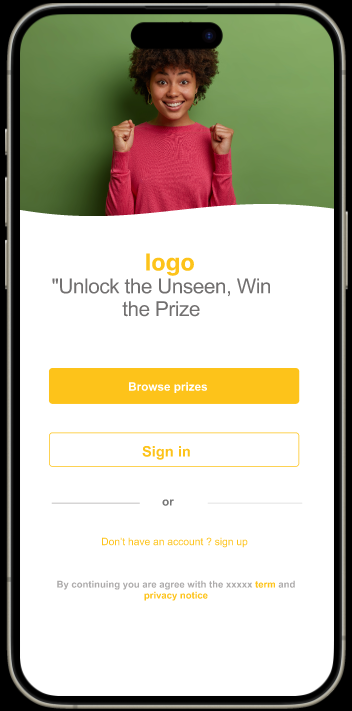 logo
"Unlock the Unseen, Win
the Prize
Browse prizes
Sign in
or
Don't have an account ? sign up
By continuing you are agree with the xxxxx term and
privacy notice